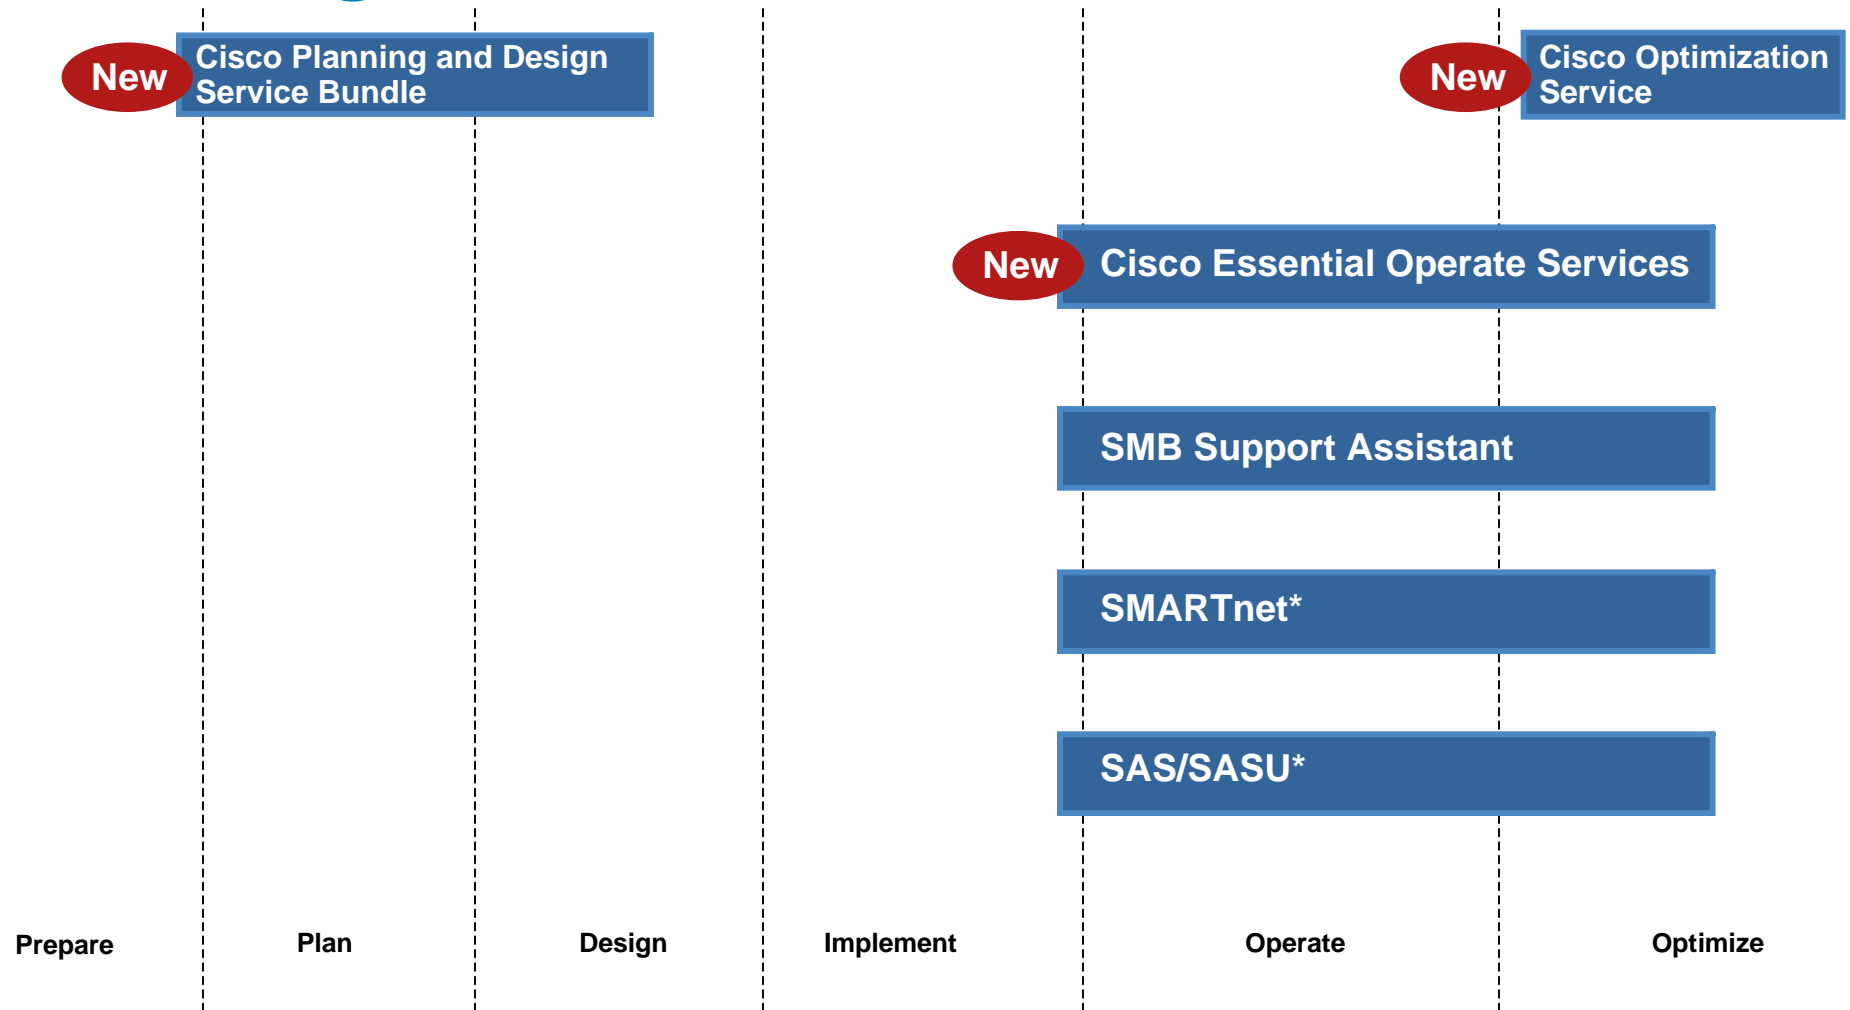 New
Cisco Planning and Design
Service Bundle
New
Cisco Optimization
Service
New
Cisco Essential Operate Services
SMB Support Assistant
SMARTnet*
SAS/SASU*
Prepare
Plan
Design
Implement
Operate
Optimize